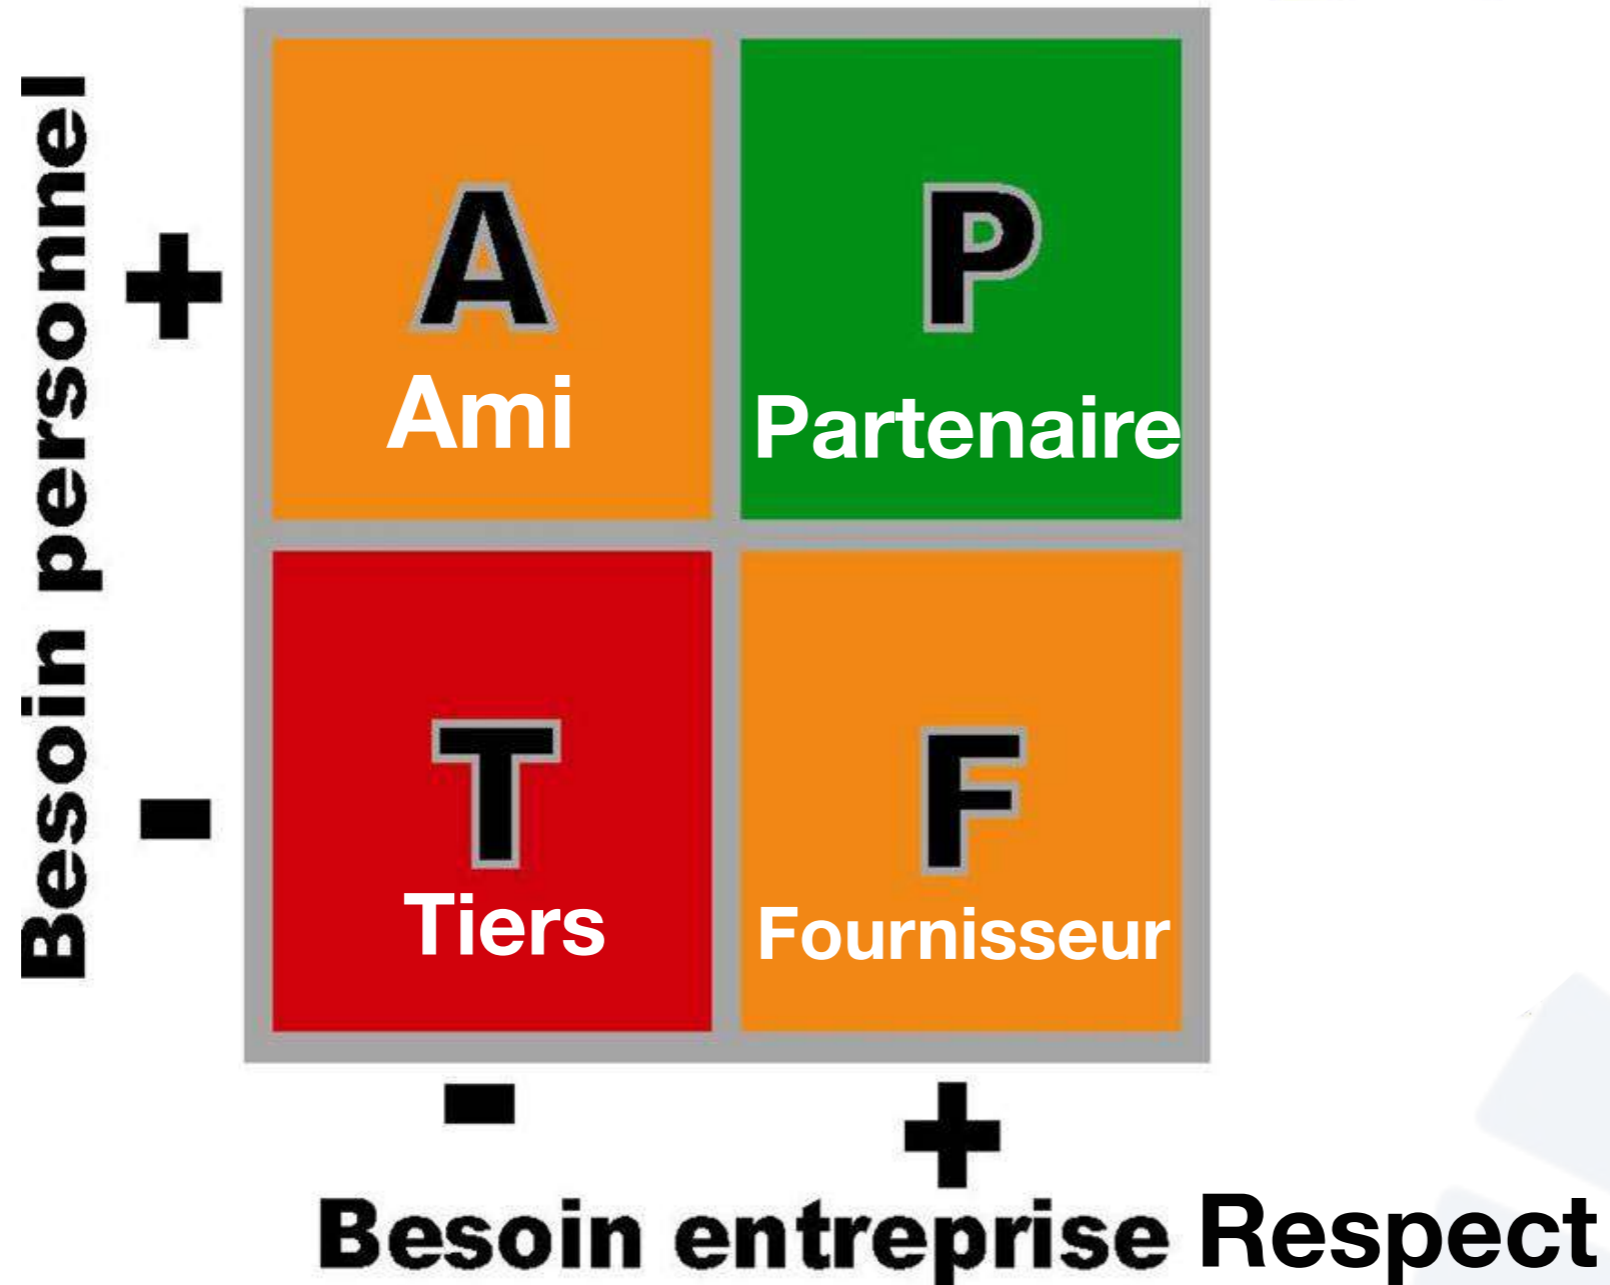 Besoin personnel
+
A
Ami
P
Partenaire
-
T
Tiers
F
Fournisseur
-
+
Besoin entreprise Respect